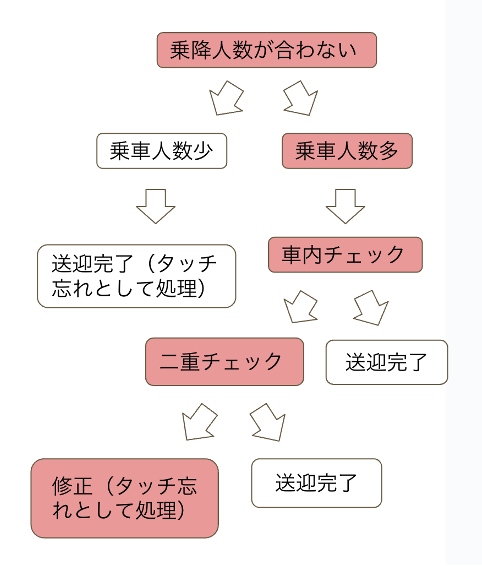 乗降人数が合わない
乗車人数少
乗車人数多
送迎完了（タッチ
忘れとして処理）
車内チェック
二重チェック
送迎完了
修正（タッチ忘
れとして処理）
送迎完了